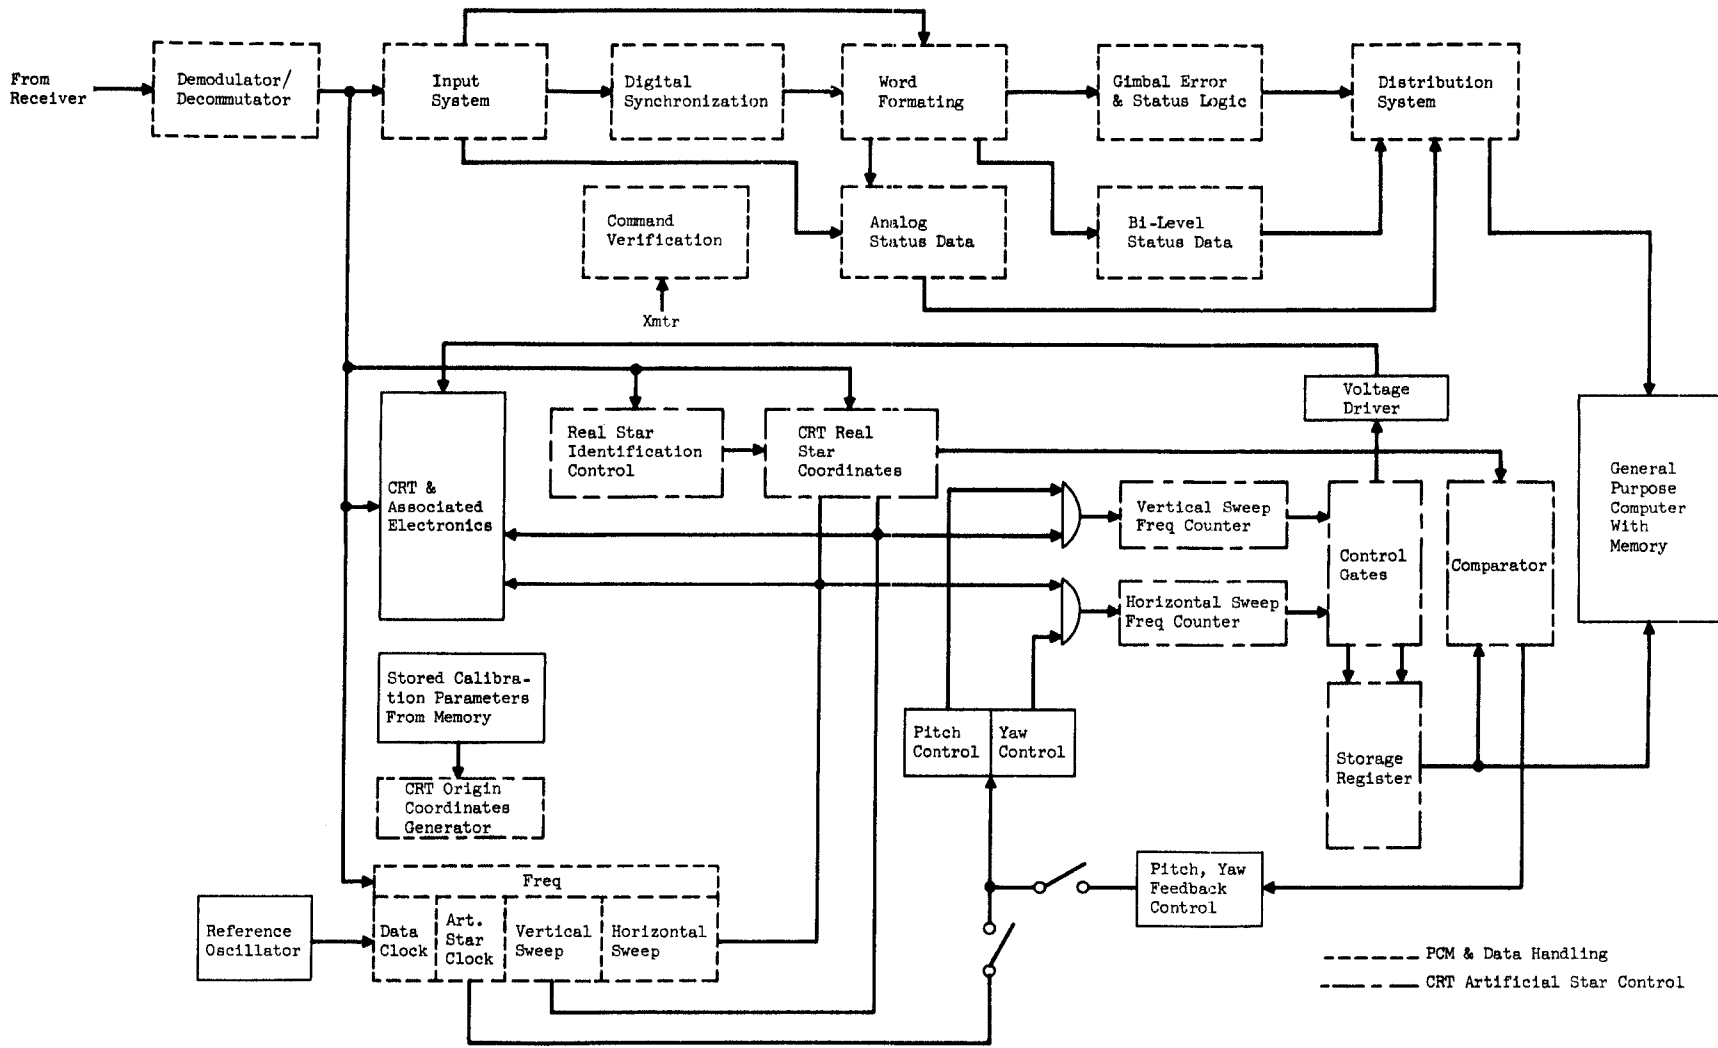 From
Receiver
Demodulator/
Decommutator
Input
System
Digital
Synchronization
Word
Formating
Gimbal Error
& Status Logic
Distribution
System
Command
Verification
Xmtr
Analog
Status Data
Bi-Level
Status Data
Voltage
Driver
CRT &
Associated
Electronics
Real Star
Identification
Control
CRT Real
Star
Coordinates
Vertical Sweep
Freq Counter
Horizontal Sweep
Freq Counter
Control
Gates
Comparator
General
Purpose
Computer
With
Memory
Stored Calibra-
tion Parameters
From Memory
CRT Origin
Coordinates
Generator
Pitch
Control
Yaw
Control
Storage
Register
Reference
Oscillator
Freq
Data
Clock
Art.
Star
Clock
Vertical
Sweep
Horizontal
Sweep
Pitch, Yaw
Feedback
Control
PCM & Data Handling
CRT Artificial Star Control